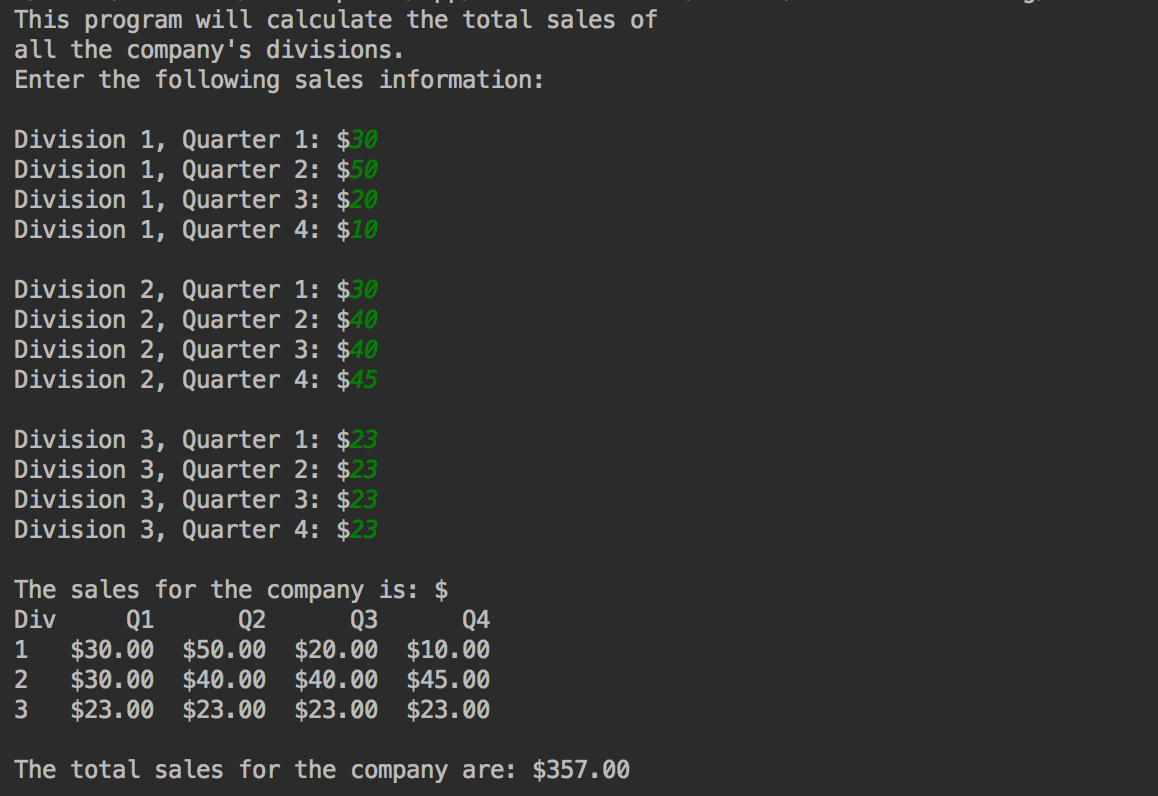 This program will calculate the total sales of
all the company's divisions.
Enter the following sales information:

Division 1, Quarter 1: $30
Division 1, Quarter 2: $50
Division 1, Quarter 3: $20
Division 1, Quarter 4: $10

Division 2, Quarter 1: $30
Division 2, Quarter 2: $40
Division 2, Quarter 3: $40
Division 2, Quarter 4: $45

Division 3, Quarter 1: $23
Division 3, Quarter 2: $23
Division 3, Quarter 3: $23
Division 3, Quarter 4: $23

The sales for the company is: $
Div     Q1      Q2      Q3      Q4
1   $30.00  $50.00  $20.00  $10.00
2   $30.00  $40.00  $40.00  $45.00
3   $23.00  $23.00  $23.00  $23.00

The total sales for the company are: $357.00